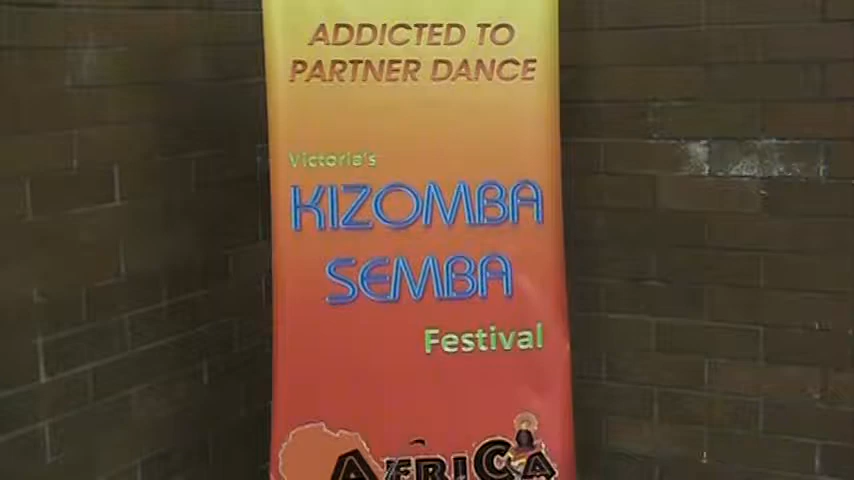 ADDICTED TO
PARTNER DANCE
Victoria's
KIZOMBA
SEMBA
Festival
AFRICA